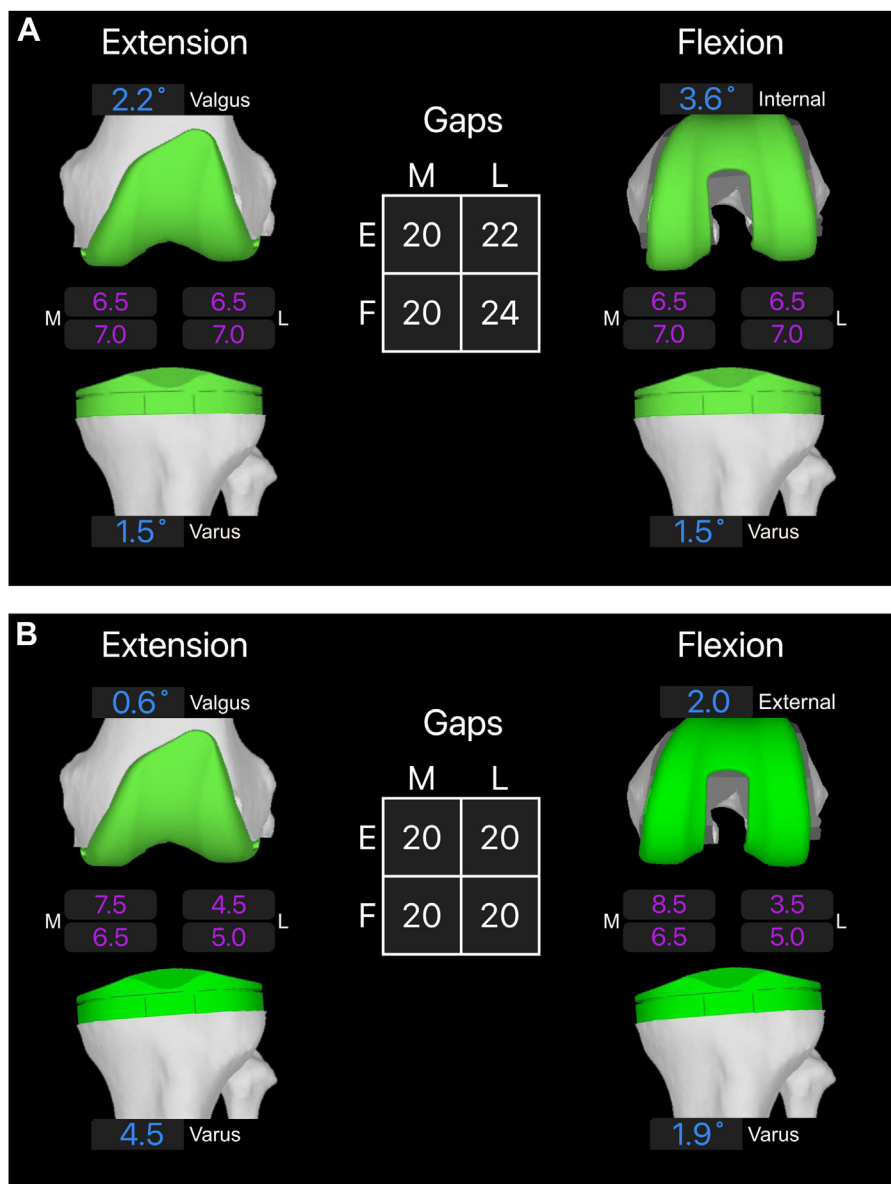 A
Extension
Flexion
2.2° Valgus
3.6° Internal
Gaps
M L
E 20 22
F 20 24
M 6.5 6.5 L
7.0 7.0
M 6.5 6.5 L
7.0 7.0
1.5° Varus
1.5° Varus
B
Extension
Flexion
0.6° Valgus
2.0 External
Gaps
M L
E 20 20
F 20 20
M 7.5 4.5 L
6.5 5.0
M 8.5 3.5 L
6.5 5.0
4.5 Varus
1.9° Varus